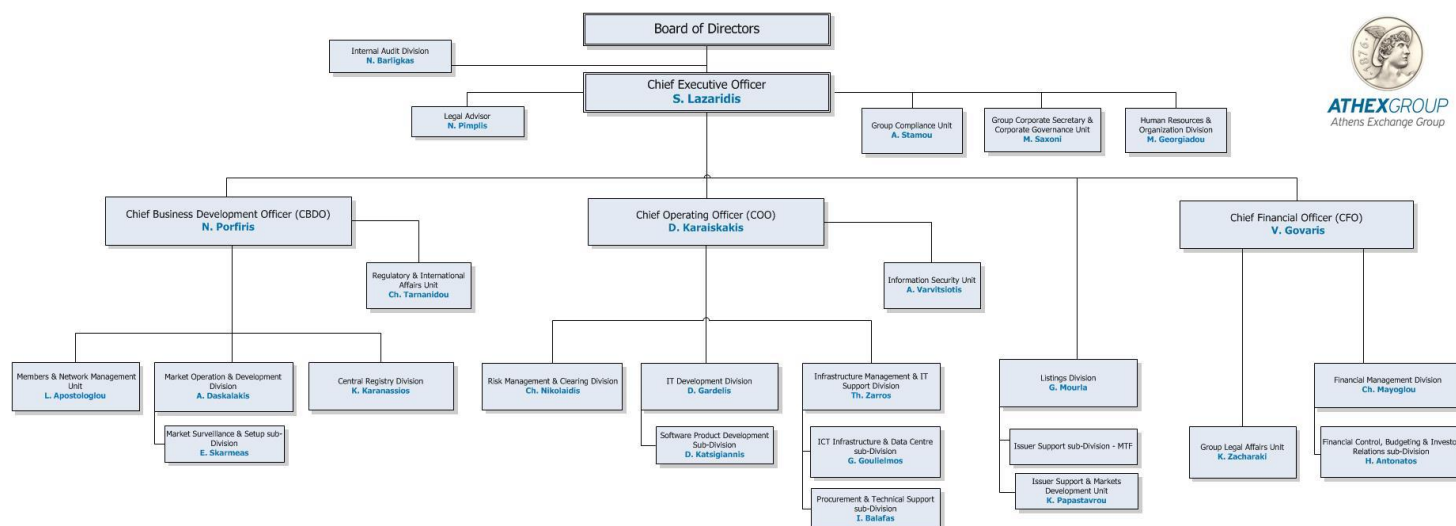 Board of Directors
Internal Audit Division
N. Barligkas
Chief Executive Officer
S. Lazaridis
1876
ATHEXGROUP
Athens Exchange Group
Legal Advisor
N. Pimplis
Group Compliance Unit
A. Stamou
Group Corporate Secretary &
Corporate Governance Unit
M. Saxoni
Human Resources &
Organization Division
M. Georgiadou
Chief Business Development Officer (CBDO)
N. Porfiris
Chief Operating Officer (COO)
D. Karaiskakis
Chief Financial Officer (CFO)
V. Govaris
Regulatory & International
Affairs Unit
Ch. Tarnanidou
Information Security Unit
A. Varvitsiotis
Members & Network Management
Unit
L. Apostologlou
Market Operation & Development
Division
A. Daskalakis
Central Registry Division
K. Karanassios
Risk Management & Clearing Division
Ch. Nikolaidis
IT Development Division
D. Gardelis
Infrastructure Management & IT
Support Division
Th. Zarros
Listings Division
G. Mourla
Financial Management Division
Ch. Mayoglou
Market Surveillance & Setup sub-
Division
E. Skarmeas
Software Product Development
Sub-Division
D. Katsigiannis
ICT Infrastructure & Data Centre
sub-Division
G. Goulielmos
Issuer Support sub-Division - MTF
Group Legal Affairs Unit
K. Zacharaki
Financial Control, Budgeting & Investor
Relations sub-Division
H. Antonatos
Procurement & Technical Support
sub-Division
I. Balafas
Issuer Support & Markets
Development Unit
K. Papastavrou